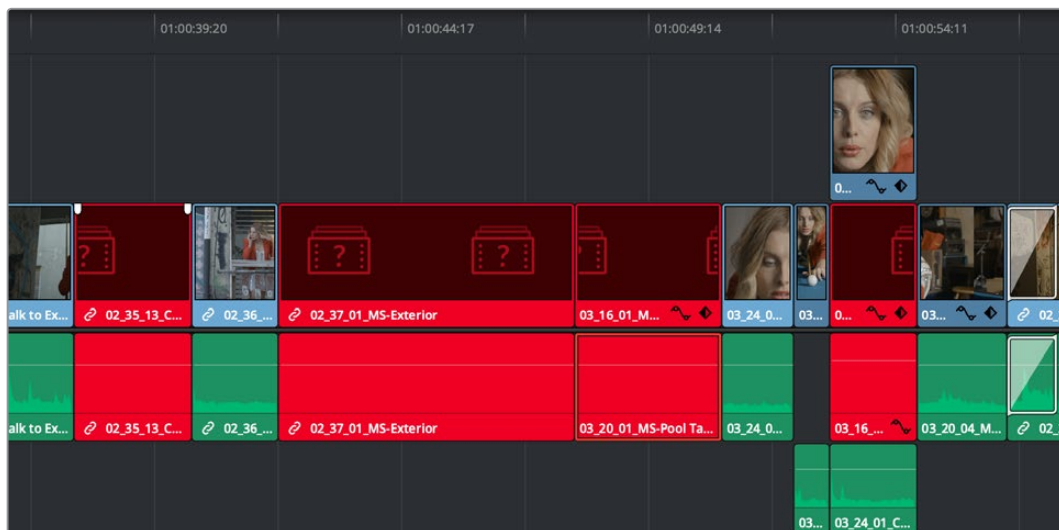 01:00:39:20 01:00:44:17 01:00:49:14 01:00:54:11
0...
alk to Ex... 02_35_13_C... 02_36_... 02_37_01_MS-Exterior 03_16_01_M... 03_24_0... 03... 0... 03... 02_
alk to Ex... 02_35_13_C... 02_36_... 02_37_01_MS-Exterior 03_20_01_MS-Pool Ta... 03_24_0... 03_16_... 03_20_04_M... 02_
03... 03_24_01_C...